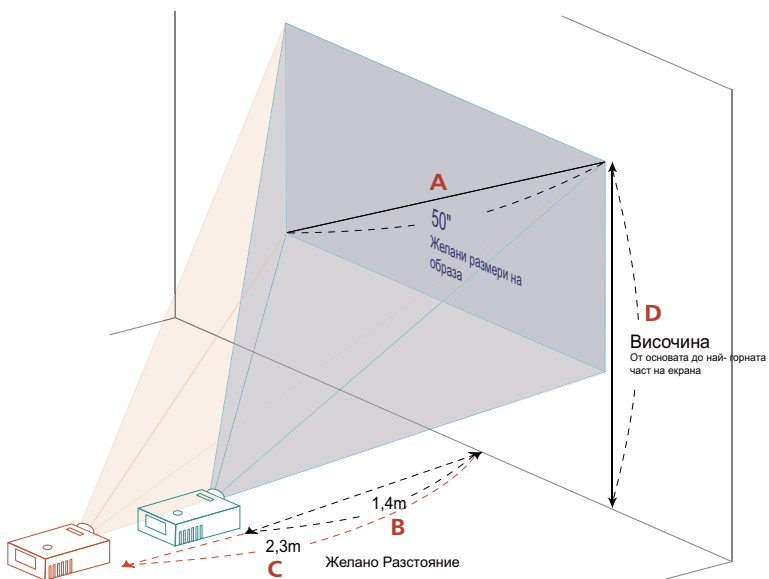 A
50"
Желани размери на
образа
D
Височина
От основата до най- горната
част на екрана
1,4m
B
2,3m
C
Желано Разстояние